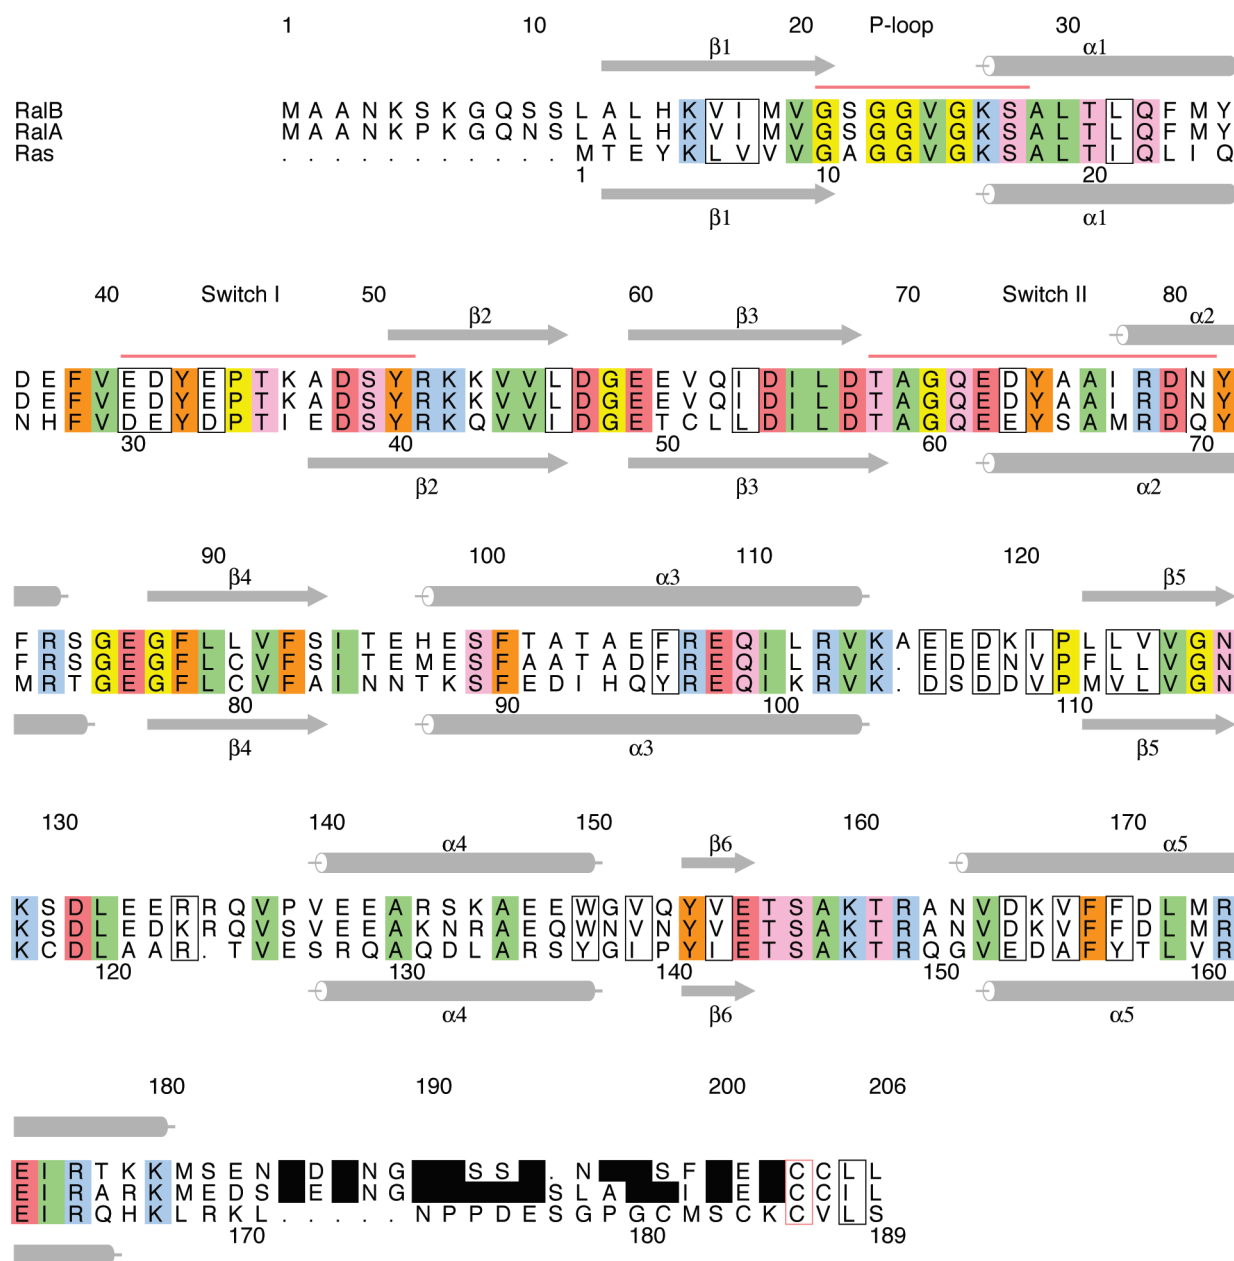 1 10 20 P-loop 30
β1 α1
RalB M A A N K S K G Q S S L A L H K V I M V G S G G V G K S A L T L Q F M Y
RalA M A A N K P K G Q N S L A L H K V I M V G S G G V G K S A L T L Q F M Y
Ras . . . . . . . . . . . M T E Y K L V V V G A G G V G K S A L T I Q L I Q
1 10 20
β1 α1
40 Switch I 50 60 70 Switch II 80
β2 β3 α2
D E F V E D Y E P T K A D S Y R K K V V L D G E E V Q I D I L D T A G Q E D Y A A I R D N Y
D E F V E D Y E P T K A D S Y R K K V V L D G E E V Q I D I L D T A G Q E D Y A A I R D N Y
N H F V D E Y D P T I E D S Y R K Q V V I D G E T C L L D I L D T A G Q E E Y S A M R D Q Y
30 40 50 60 70
β2 β3 α2
90 100 110 120
β4 α3 β5
F R S G E G F L L V F S I T E H E S F T A T A E F R E Q I L R V K A E E D K I P L L V V G N
F R S G E G F L C V F S I T E M E S F A A T A D F R E Q I L R V K . E D E N V P F L L V G N
M R T G E G F L C V F A I N N T K S F E D I H Q Y R E Q I K R V K . D S D D V P M V L V G N
80 90 100 110
β4 α3 β5
130 140 150 160 170
α4 β6 α5
K S D L E E R R Q V P V E E A R S K A E E W G V Q Y V E T S A K T R A N V D K V F F D L M R
K S D L E D K R Q V S V E E A K N R A E Q W N V N Y V E T S A K T R A N V D K V F F D L M R
K C D L A A R . T V E S R Q A Q D L A R S Y G I P Y I E T S A K T R Q G V E D A F Y T L V R
120 130 140 150 160
α4 β6 α5
180 190 200 206
E I R T K K M S E N D N G S S . N S F E C C L L
E I R A R K M E D S E N G S L A I E C C I L
E I R Q H K L R K L . . . . . N P P D E S G P G C M S C K C V L S
170 180 189